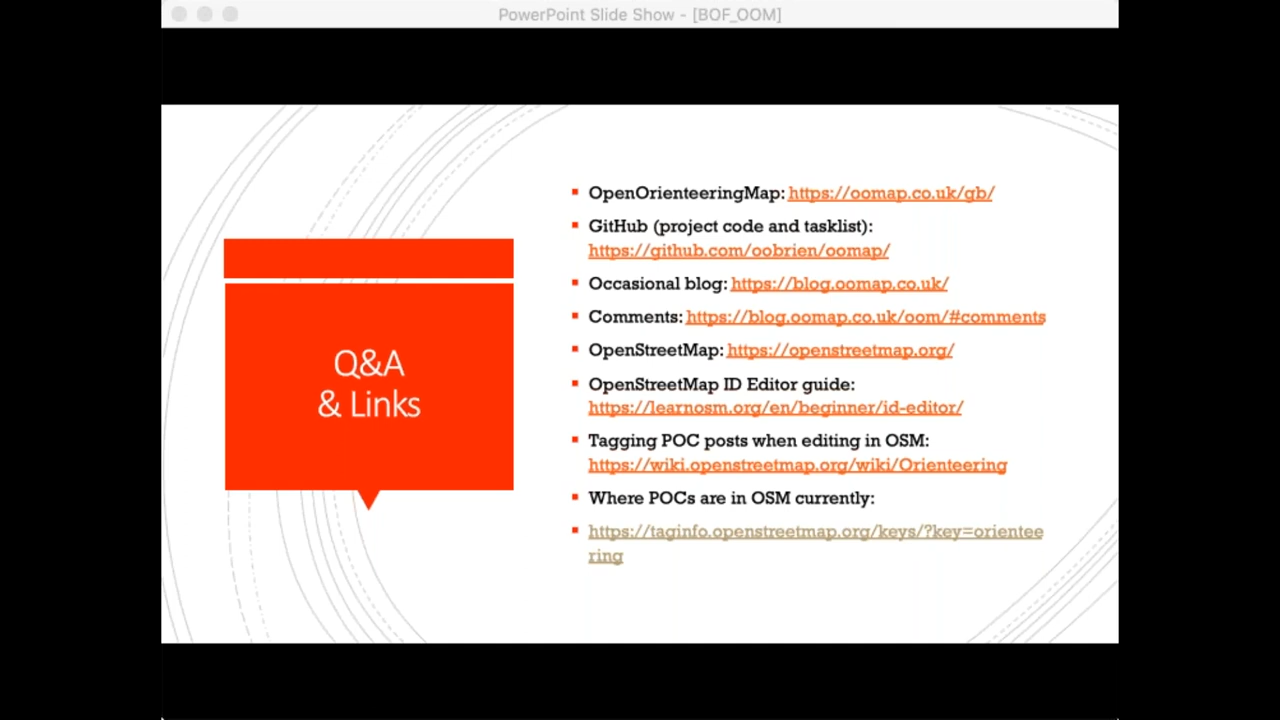 PowerPoint Slide Show - [BOF_OOM]
Q&A
& Links
OpenOrienteeringMap: https://oomap.co.uk/gb/
GitHub (project code and tasklist):
https://github.com/oobrien/oomap/
Occasional blog: https://blog.oomap.co.uk/
Comments: https://blog.oomap.co.uk/oom/#comments
OpenStreetMap: https://openstreetmap.org/
OpenStreetMap ID Editor guide:
https://learnosm.org/en/beginner/id-editor/
Tagging POC posts when editing in OSM:
https://wiki.openstreetmap.org/wiki/Orienteering
Where POCs are in OSM currently:
https://taginfo.openstreetmap.org/keys/?key=orientee
ring